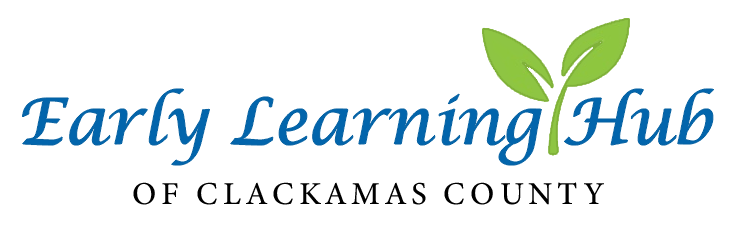 Early Learning Hub
OF CLACKAMAS COUNTY